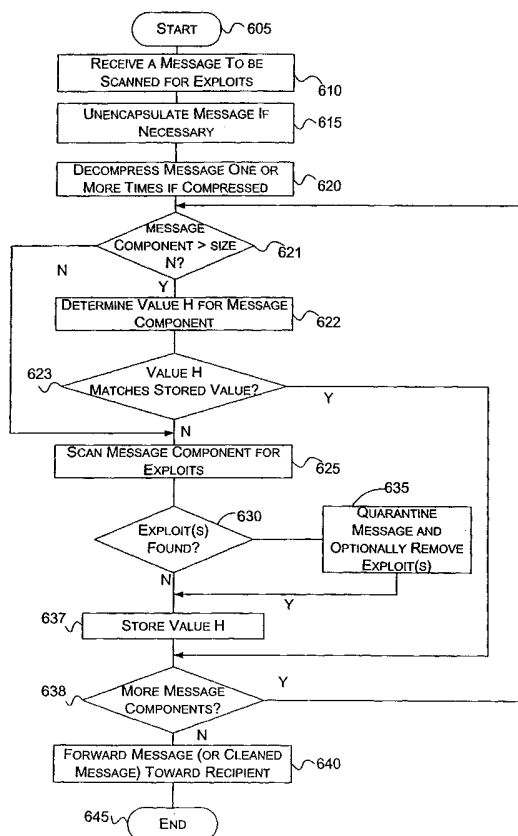 START
605
RECEIVE A MESSAGE TO BE
SCANNED FOR EXPLOITS
610
UNENCAPSULATE MESSAGE IF
NECESSARY
615
DECOMPRESS MESSAGE ONE OR
MORE TIMES IF COMPRESSED
620
MESSAGE
COMPONENT > SIZE
N?
621
N
Y
DETERMINE VALUE H FOR MESSAGE
COMPONENT
622
623
VALUE H
MATCHES STORED VALUE?
Y
N
SCAN MESSAGE COMPONENT FOR
EXPLOITS
625
630
EXPLOIT(S)
FOUND?
635
QUARANTINE
MESSAGE AND
OPTIONALLY REMOVE
EXPLOIT(S)
N
Y
637
STORE VALUE H
638
MORE MESSAGE
COMPONENTS?
Y
N
FORWARD MESSAGE (OR CLEANED
MESSAGE) TOWARD RECIPIENT
640
645
END